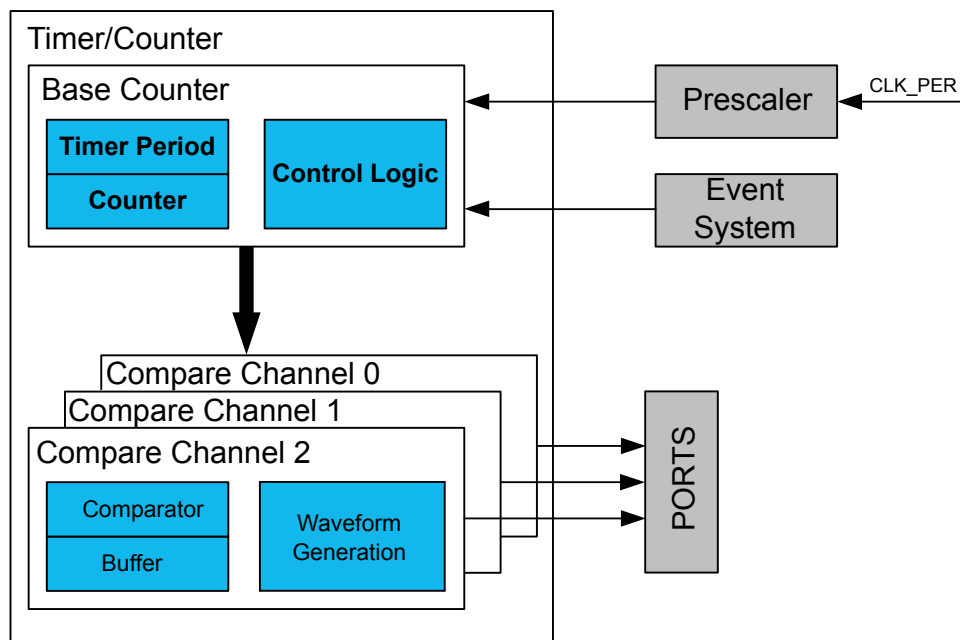 Timer/Counter
Base Counter
Timer Period
Counter
Control Logic
Prescaler
CLK_PER
Event
System
Compare Channel 0
Compare Channel 1
Compare Channel 2
Comparator
Buffer
Waveform
Generation
PORTS